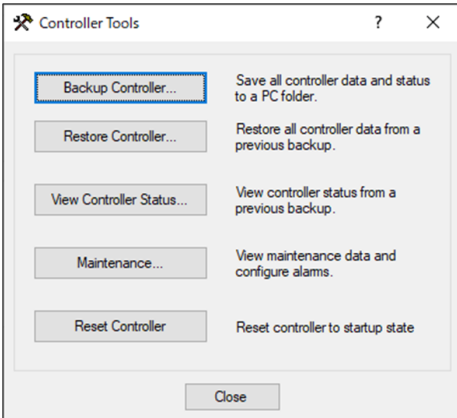 Controller Tools ?
Backup Controller...
Save all controller data and status
to a PC folder.
Restore Controller...
Restore all controller data from a
previous backup.
View Controller Status...
View controller status from a
previous backup.
Maintenance...
View maintenance data and
configure alarms.
Reset Controller
Reset controller to startup state
Close